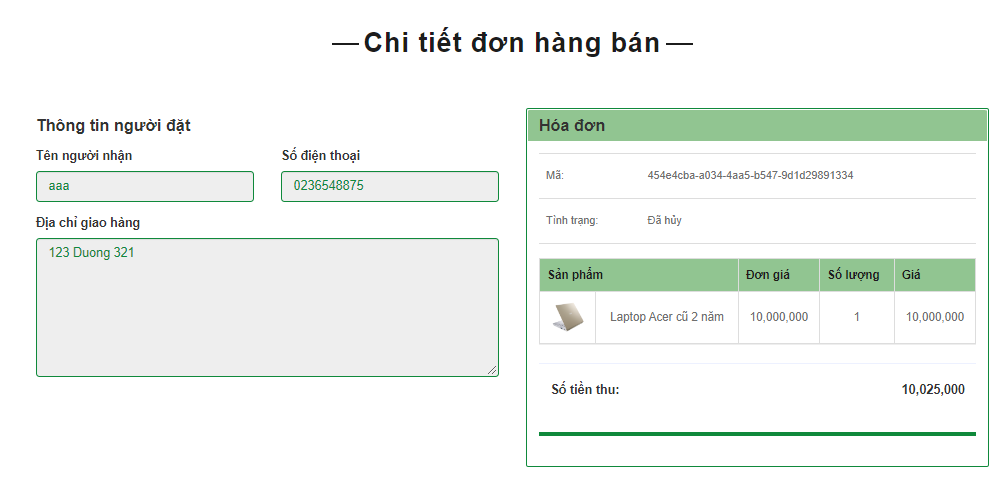 Chi tiết đơn hàng bán
Thông tin người đặt
Tên người nhận
Số điện thoại
aaa
0236548875
Địa chỉ giao hàng
123 Duong 321
Hóa đơn
Mã: 454e4cba-a034-4aa5-b547-9d1d29891334
Tình trạng: Đã hủy
Sản phẩm Đơn giá Số lượng Giá
Laptop Acer cũ 2 năm 10,000,000 1 10,000,000
Số tiền thu: 10,025,000